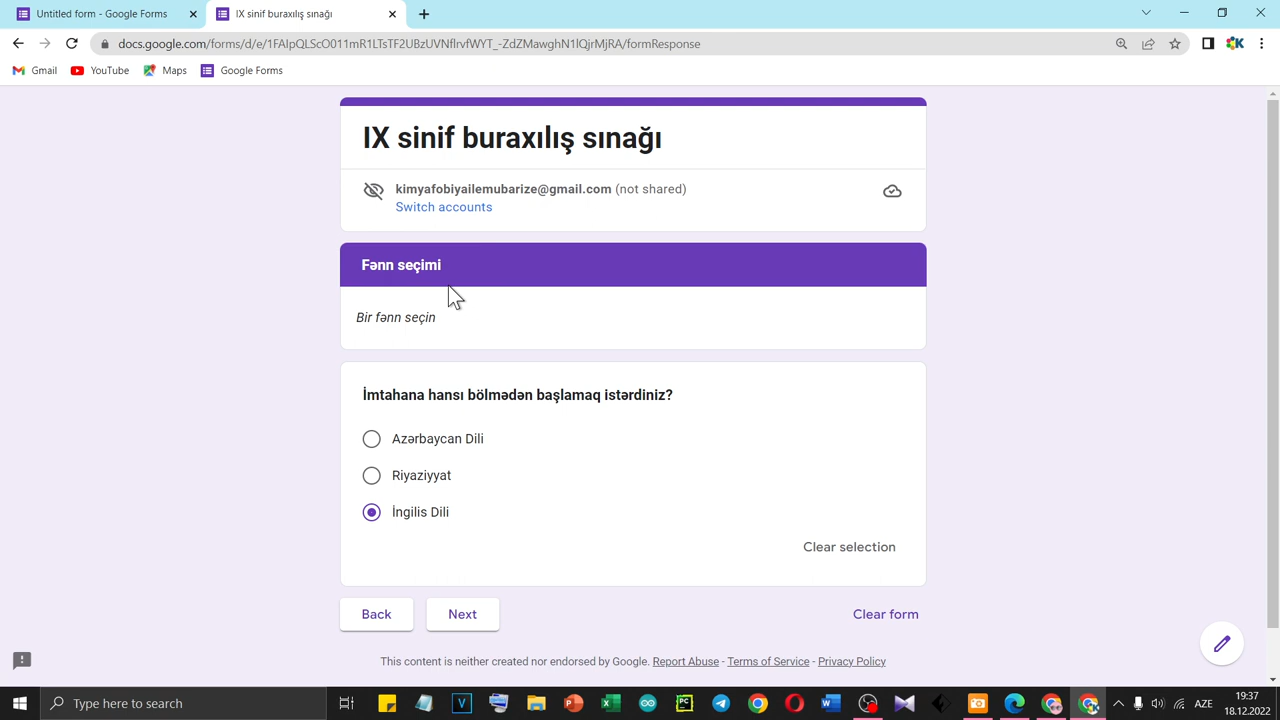 Untitled form - Google Forms
IX sinif buraxılış sınağı
docs.google.com/forms/d/e/1FAIpQLScO011mR1LTsTF2UBzUVNflrvfWYT_-ZdZMawghN1lQjrMjRA/formResponse
Gmail
YouTube
Maps
Google Forms
IX sinif buraxılış sınağı
kimyafobiyailemubarize@gmail.com (not shared)
Switch accounts
Fənn seçimi
Bir fənn seçin
İmtahana hansı bölmədən başlamaq istərdiniz?
Azərbaycan Dili
Riyaziyyat
İngilis Dili
Clear selection
Back
Next
Clear form
This content is neither created nor endorsed by Google. Report Abuse - Terms of Service - Privacy Policy
Type here to search
AZE
19:37
18.12.2022